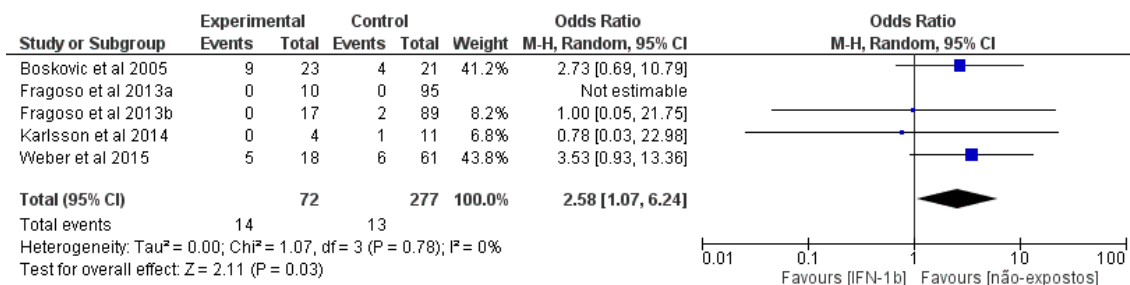 Experimental Control Odds Ratio Odds Ratio
Study or Subgroup Events Total Events Total Weight M-H, Random, 95% CI M-H, Random, 95% CI
Boskovic et al 2005 9 23 4 21 41.2% 2.73 [0.69, 10.79]
Fragoso et al 2013a 0 10 0 95 Not estimable
Fragoso et al 2013b 0 17 2 89 8.2% 1.00 [0.05, 21.75]
Karlsson et al 2014 0 4 1 11 6.8% 0.78 [0.03, 22.98]
Weber et al 2015 5 18 6 61 43.8% 3.53 [0.93, 13.36]
Total (95% CI) 72 277 100.0% 2.58 [1.07, 6.24]
Total events 14 13
Heterogeneity: Tau² = 0.00; Chi² = 1.07, df = 3 (P = 0.78); I² = 0%
Test for overall effect: Z = 2.11 (P = 0.03)
0.01 0.1 1 10 100
Favours [IFN-1b] Favours [não-expostos]